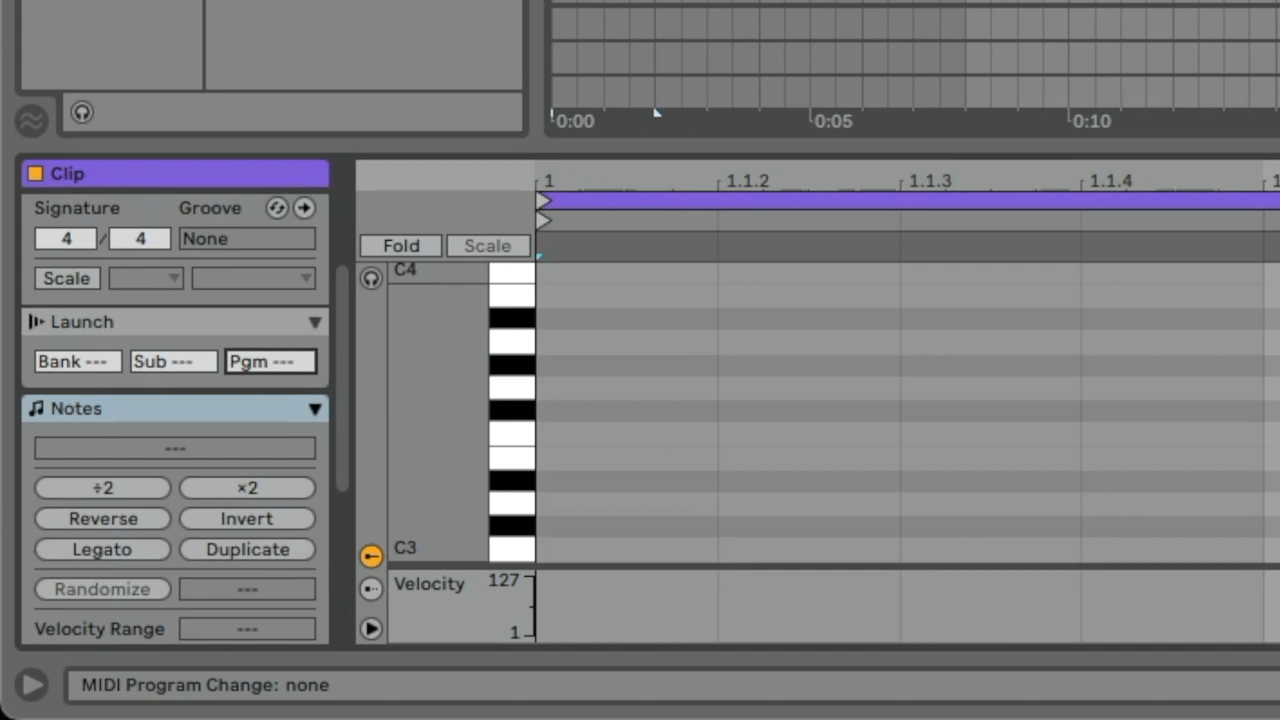 0:00 0:05 0:10
Clip
Signature Groove
4 / 4 None
Scale
Launch
Bank --- Sub --- Pgm ---
Notes
---
÷2 ×2
Reverse Invert
Legato Duplicate
Randomize ---
Velocity Range ---
1 1.1.2 1.1.3 1.1.4 1
Fold Scale
C4
C3
Velocity 127
1
MIDI Program Change: none